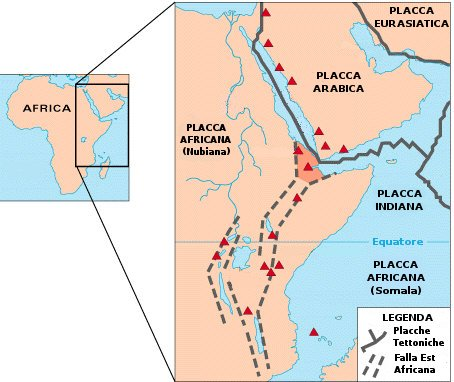 PLACCA
EURASIATICA
PLACCA
ARABICA
AFRICA
PLACCA
AFRICANA
(Nubiana)
PLACCA
INDIANA
Equatore
PLACCA
AFRICANA
(Somala)
LEGENDA
Placche
Tettoniche
Falla Est
Africana